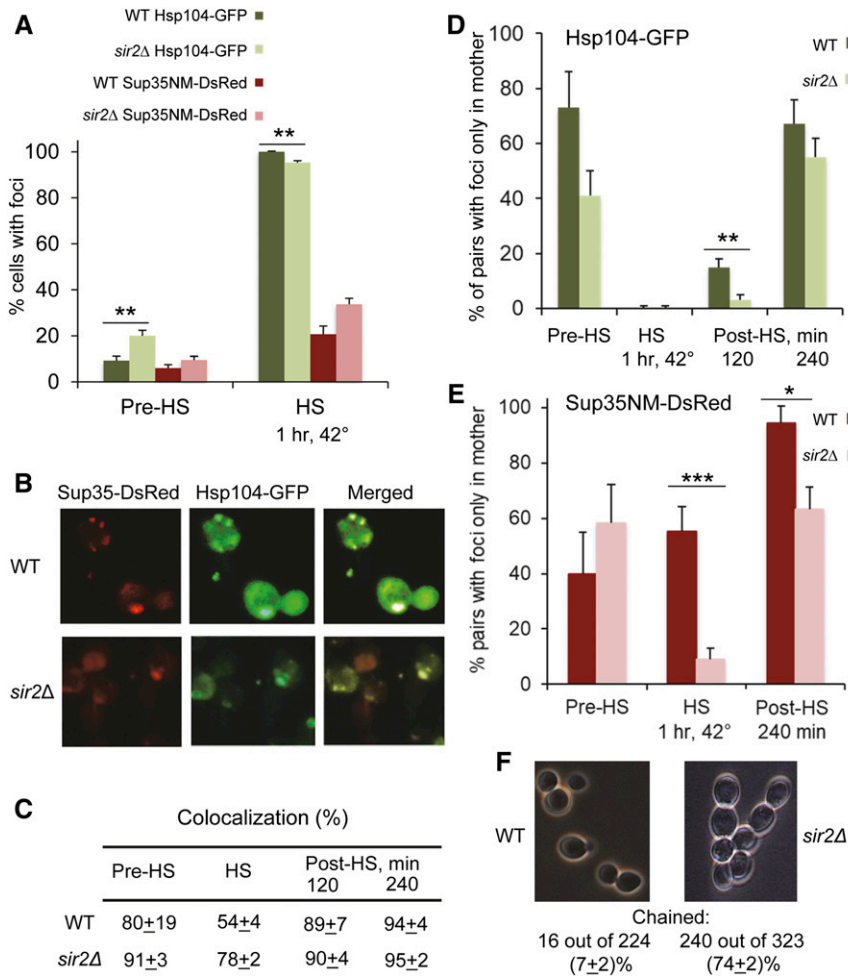 A
WT Hsp104-GFP
sir2Δ Hsp104-GFP
WT Sup35NM-DsRed
sir2Δ Sup35NM-DsRed
% cells with foci
100
80
60
40
20
0
**
**
Pre-HS
HS
1 hr, 42°
B
Sup35-DsRed Hsp104-GFP Merged
WT
sir2Δ
C
Colocalization (%)
Pre-HS HS Post-HS, min
120 240
WT 80±19 54±4 89±7 94±4
sir2Δ 91±3 78±2 90±4 95±2
D
Hsp104-GFP
WT
sir2Δ
% of pairs with foci only in mother
100
80
60
40
20
0
**
Pre-HS HS Post-HS, min
1 hr, 42° 120 240
E
Sup35NM-DsRed
WT
sir2Δ
% pairs with foci only in mother
100
80
60
40
20
0
***
*
Pre-HS HS Post-HS
1 hr, 42° 240 min
F
WT
sir2Δ
Chained:
16 out of 224 240 out of 323
(7±2)% (74±2)%